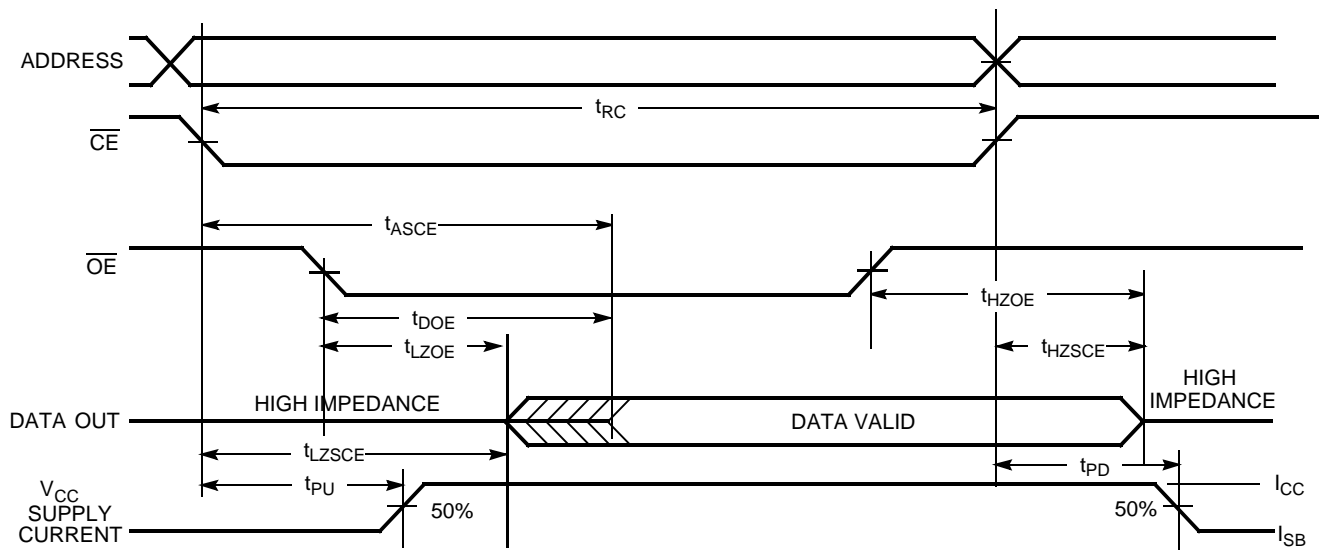 ADDRESS
tRC
CE
tASCE
OE
tHZOE
tDOE
tLZOE
tHZSCE
HIGH
IMPEDANCE
HIGH IMPEDANCE
DATA OUT
DATA VALID
tLZSCE
tPD
tPU
VCC
SUPPLY
CURRENT
50%
50%
ICC
ISB